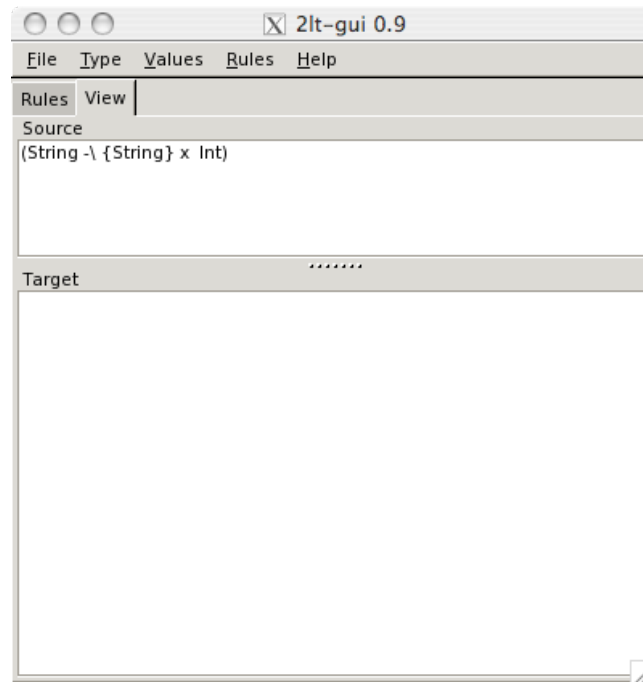 2lt-gui 0.9
File Type Values Rules Help
Rules View
Source
(String -\ {String} x Int)
Target